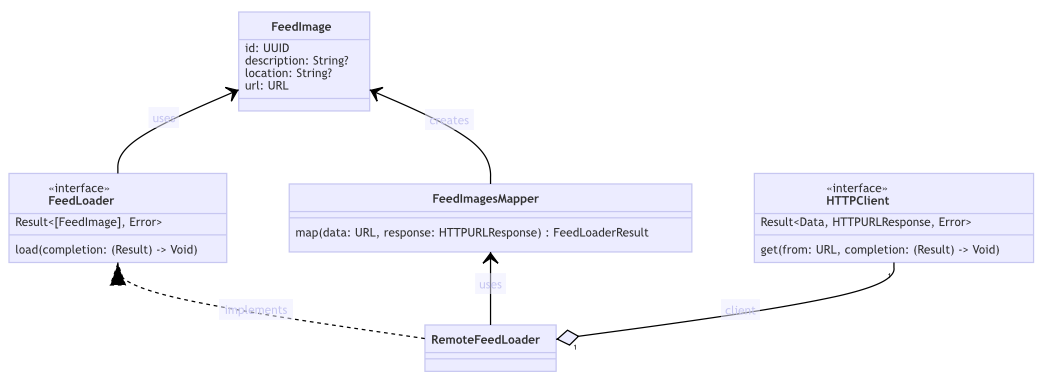 FeedImage
id: UUID
description: String?
location: String?
url: URL
uses
creates
«interface»
FeedLoader
Result<[FeedImage], Error>
load(completion: (Result) -> Void)
FeedImagesMapper
map(data: URL, response: HTTPURLResponse) : FeedLoaderResult
«interface»
HTTPClient
Result<Data, HTTPURLResponse, Error>
get(from: URL, completion: (Result) -> Void)
1
uses
implements
client
RemoteFeedLoader
1